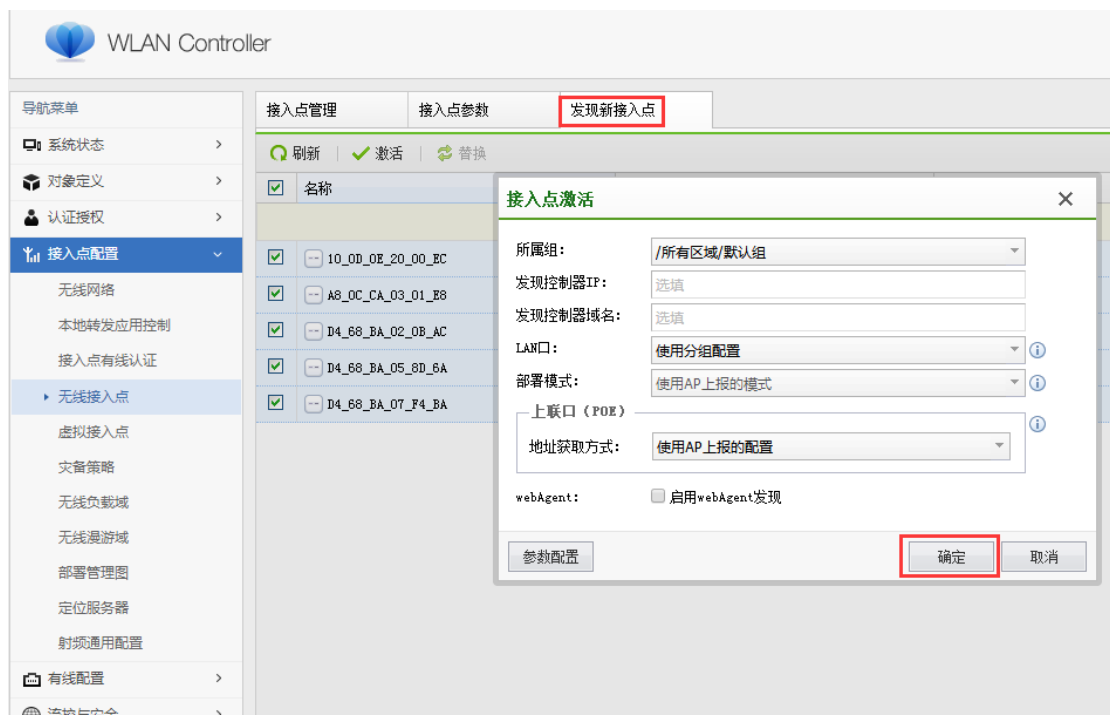 WLAN Controller
导航菜单
系统状态
对象定义
认证授权
接入点配置
无线网络
本地转发应用控制
接入点有线认证
无线接入点
虚拟接入点
灾备策略
无线负载域
无线漫游域
部署管理图
定位服务器
射频通用配置
有线配置
流控与安全
接入点管理 接入点参数 发现新接入点
刷新 激活 替换
名称
10_0D_0E_20_00_EC
A8_0C_CA_03_01_E8
D4_68_BA_02_0B_AC
D4_68_BA_05_8D_6A
D4_68_BA_07_F4_BA
接入点激活
所属组: /所有区域/默认组
发现控制器IP: 选填
发现控制器域名: 选填
LAN口: 使用分组配置
部署模式: 使用AP上报的模式
上联口 (POE)
地址获取方式: 使用AP上报的配置
webAgent: 启用webAgent发现
参数配置 确定 取消